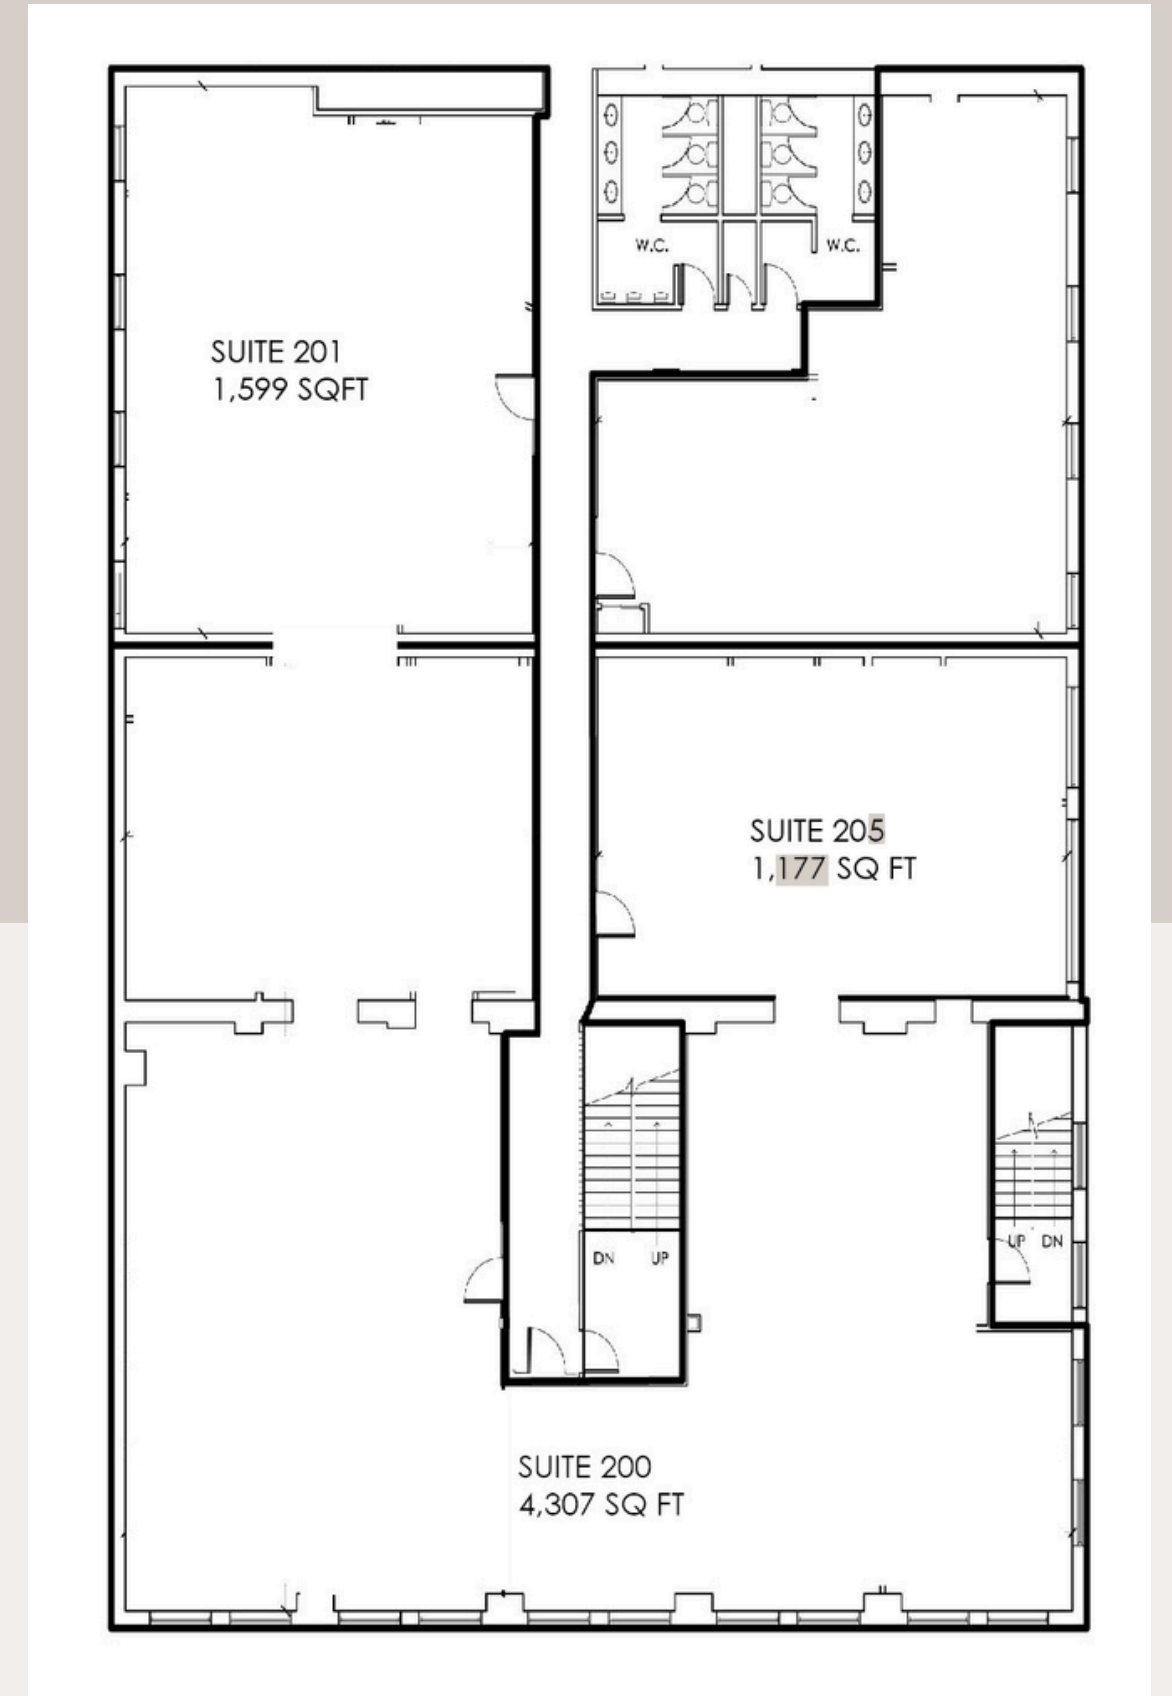 W.C.
W.C.
SUITE 201
1,599 SQFT
SUITE 205
1,177 SQ FT
UP DN
DN UP
SUITE 200
4,307 SQ FT